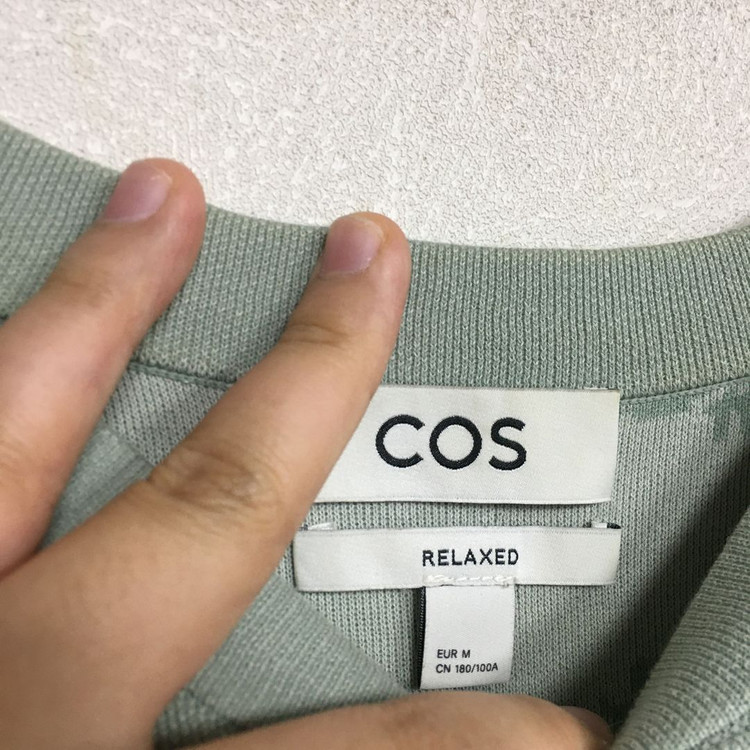 COS
RELAXED
EUR M
CN 180/100A